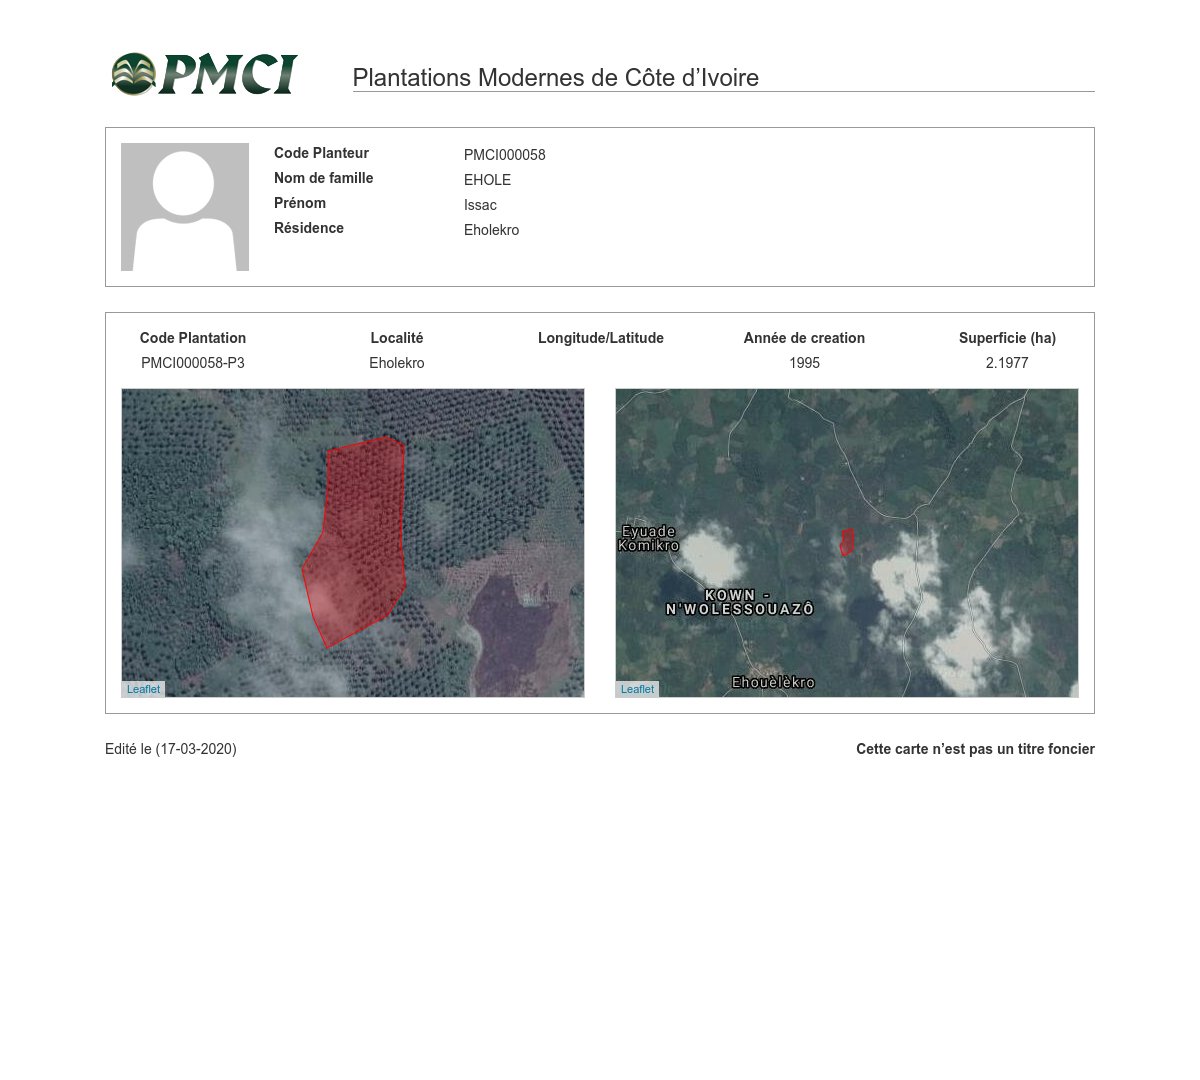 PMCI
Plantations Modernes de Côte d’Ivoire
Code Planteur PMCI000058
Nom de famille EHOLE
Prénom Issac
Résidence Eholekro
Code Plantation Localité Longitude/Latitude Année de creation Superficie (ha)
PMCI000058-P3 Eholekro 1995 2.1977
Leaflet
Eyuade
Komikro
KOWN -
N'WOLESSOUAZÔ
Ehouèlèkro
Leaflet
Edité le (17-03-2020) Cette carte n’est pas un titre foncier